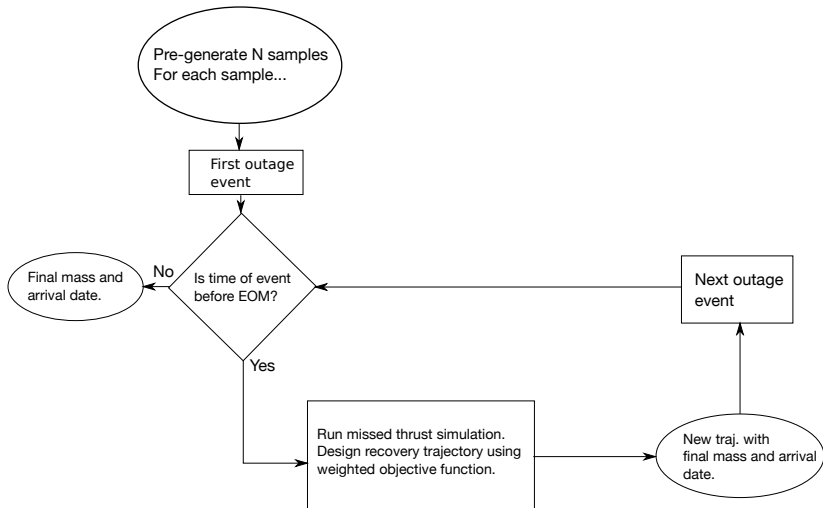 Pre-generate N samples
For each sample...
First outage
event
Is time of event
before EOM?
No
Final mass and
arrival date.
Yes
Run missed thrust simulation.
Design recovery trajectory using
weighted objective function.
New traj. with
final mass and arrival
date.
Next outage
event